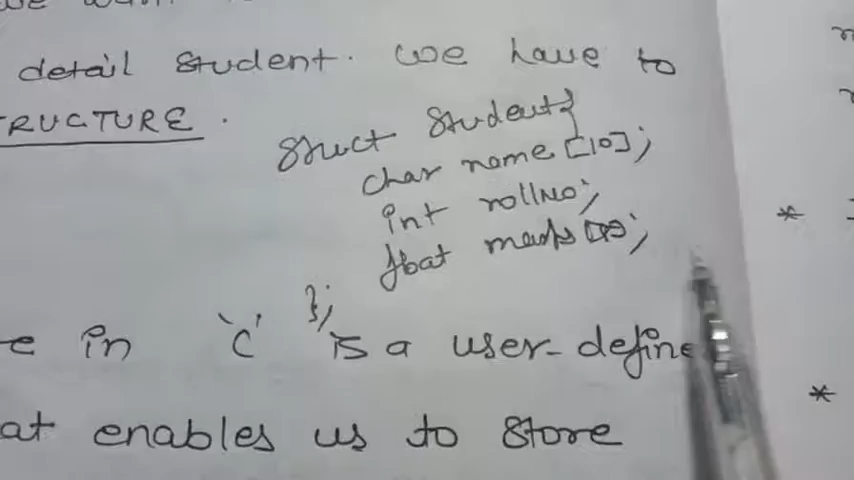 detail student. we have to
RUCTURE.
struct student{
char name [10];
int rollNo;
float marks
};
in 'C' is a user-define
at enables us to store